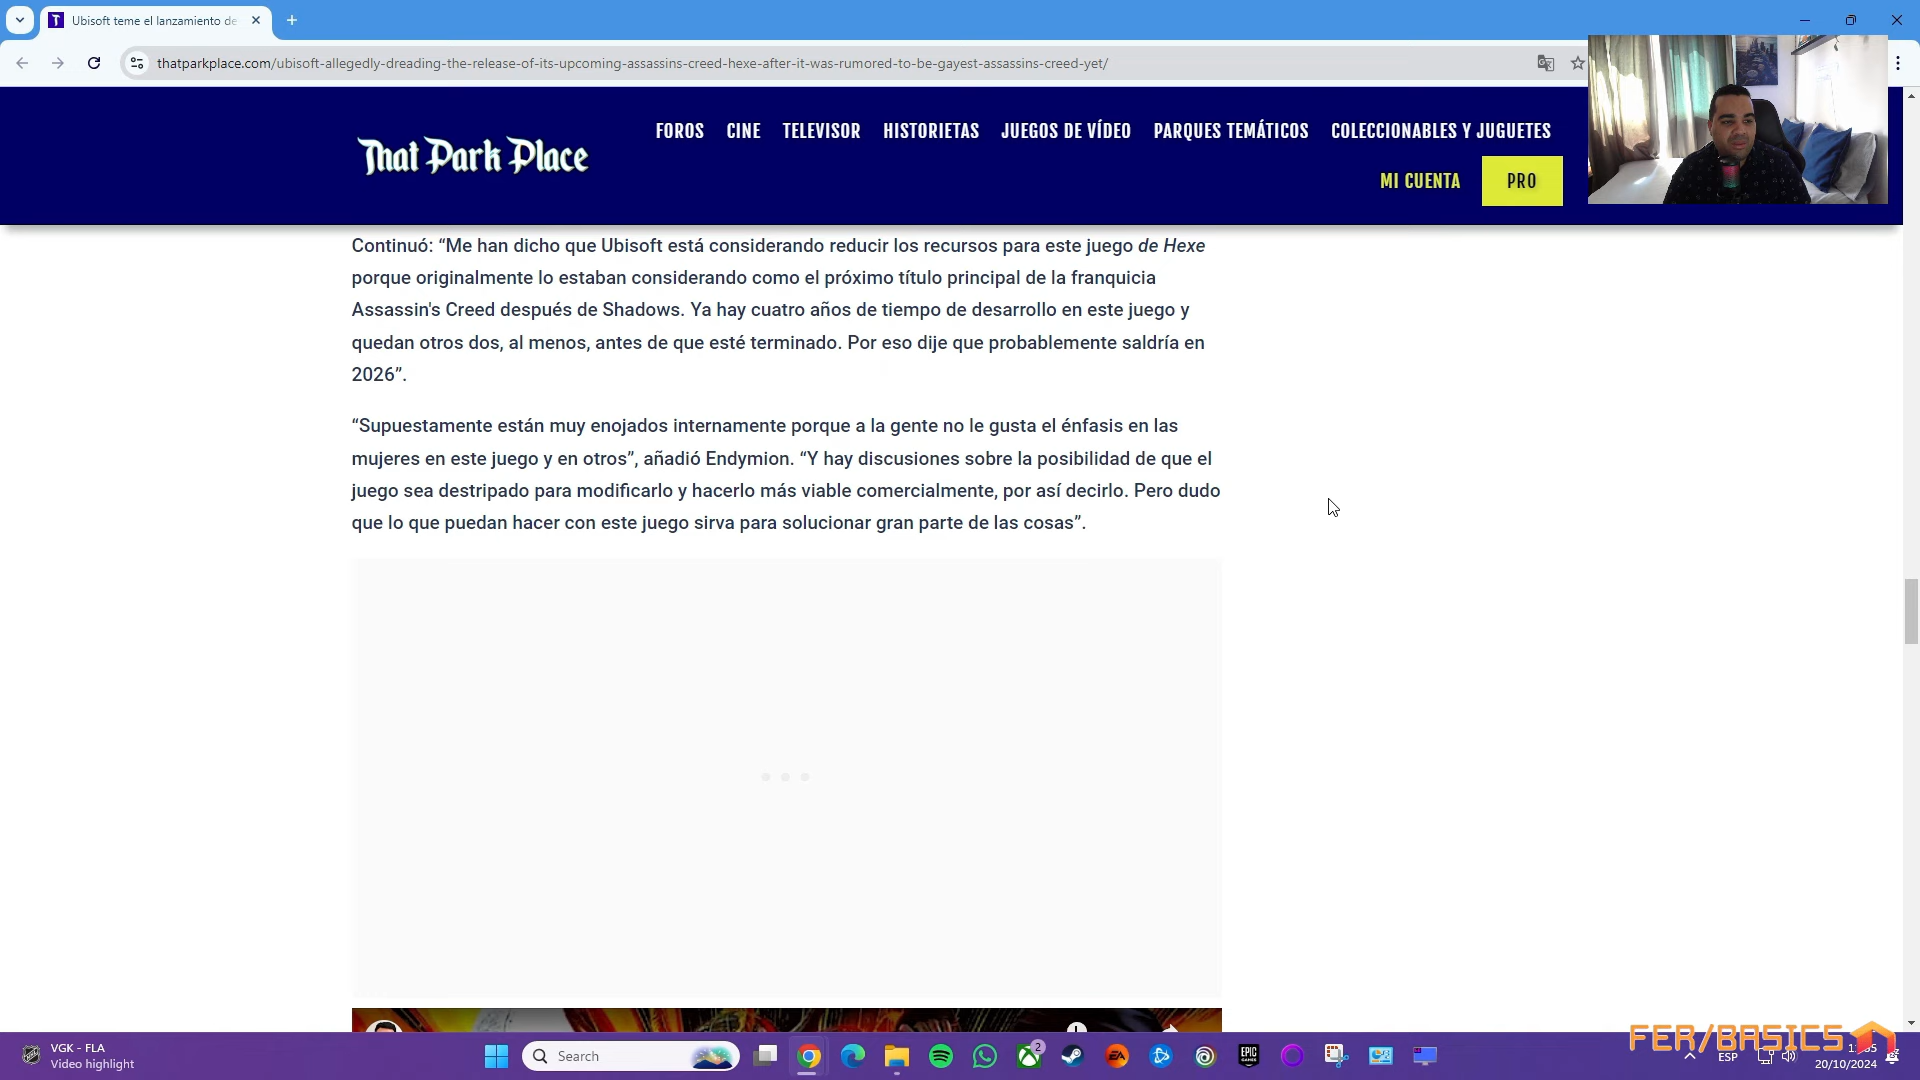 Ubisoft teme el lanzamiento de
thatparkplace.com/ubisoft-allegedly-dreading-the-release-of-its-upcoming-assassins-creed-hexe-after-it-was-rumored-to-be-gayest-assassins-creed-yet/
That Park Place
FOROS CINE TELEVISOR HISTORIETAS JUEGOS DE VÍDEO PARQUES TEMÁTICOS COLECCIONABLES Y JUGUETES
MI CUENTA PRO
Continuó: “Me han dicho que Ubisoft está considerando reducir los recursos para este juego de Hexe
porque originalmente lo estaban considerando como el próximo título principal de la franquicia
Assassin's Creed después de Shadows. Ya hay cuatro años de tiempo de desarrollo en este juego y
quedan otros dos, al menos, antes de que esté terminado. Por eso dije que probablemente saldría en
2026”.
“Supuestamente están muy enojados internamente porque a la gente no le gusta el énfasis en las
mujeres en este juego y en otros”, añadió Endymion. “Y hay discusiones sobre la posibilidad de que el
juego sea destripado para modificarlo y hacerlo más viable comercialmente, por así decirlo. Pero dudo
que lo que puedan hacer con este juego sirva para solucionar gran parte de las cosas”.
VGK - FLA
Video highlight
Search
2
EA
EPIC
GAMES
FER/BASICS
ESP
20/10/2024